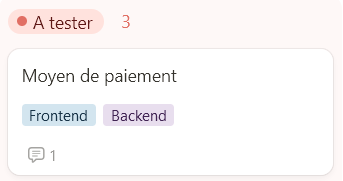 A tester 3
Moyen de paiement
Frontend Backend
1